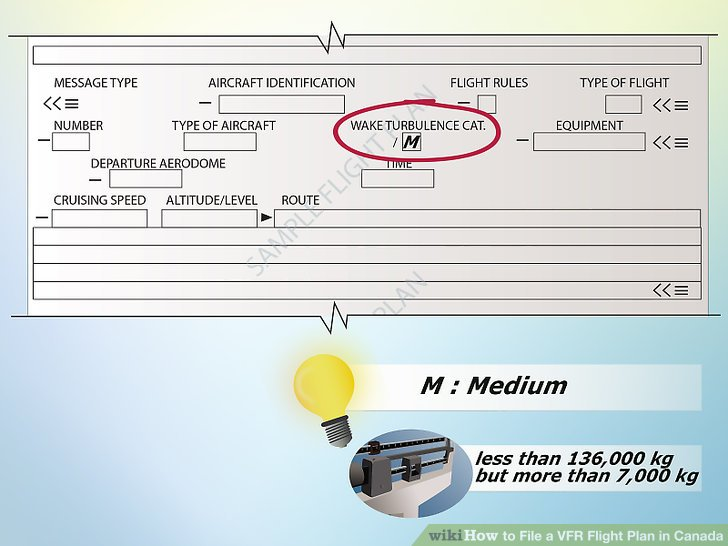 MESSAGE TYPE AIRCRAFT IDENTIFICATION FLIGHT RULES TYPE OF FLIGHT
NUMBER TYPE OF AIRCRAFT WAKE TURBULENCE CAT. EQUIPMENT
/ M
DEPARTURE AERODOME TIME
CRUISING SPEED ALTITUDE/LEVEL ROUTE
SAMPLE FLIGHT PLAN
PLAN
M : Medium
less than 136,000 kg
but more than 7,000 kg
wikiHow to File a VFR Flight Plan in Canada